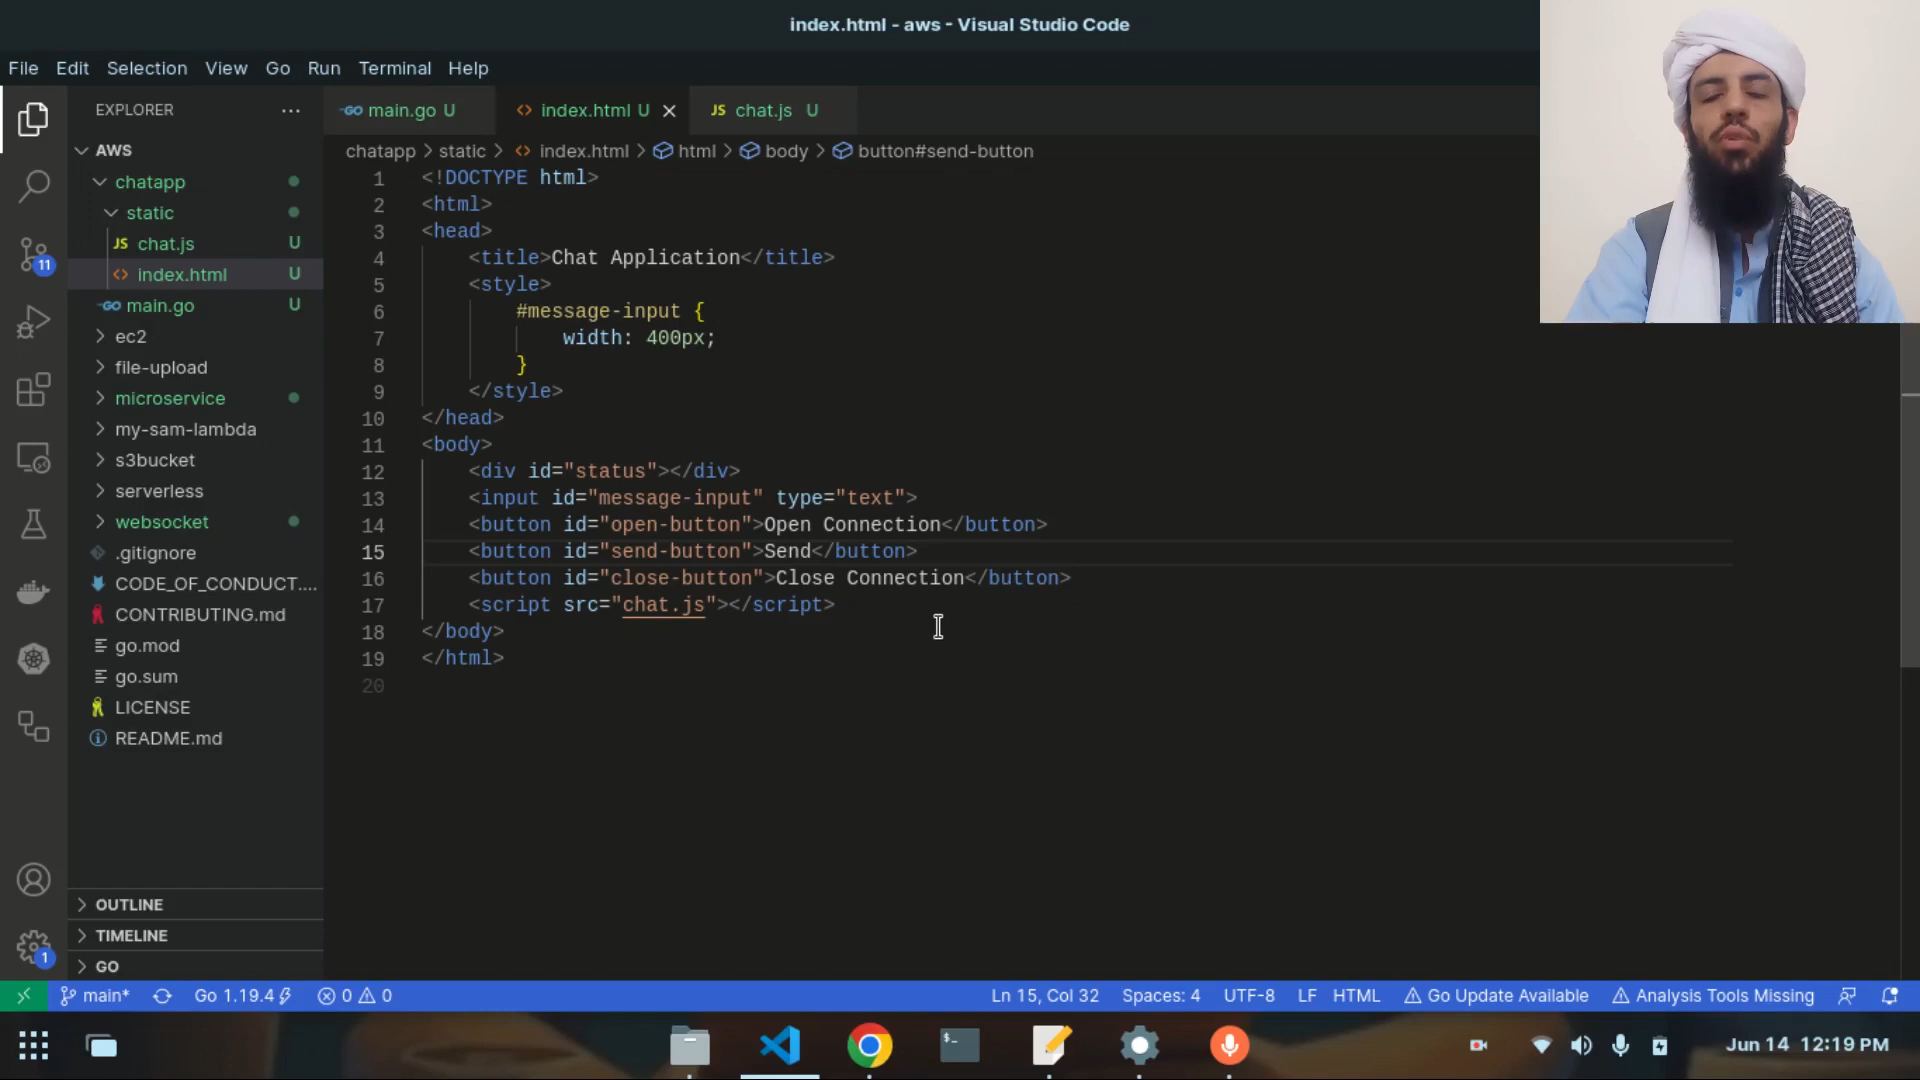 index.html - aws - Visual Studio Code
File Edit Selection View Go Run Terminal Help
EXPLORER
main.go U
index.html U
JS chat.js U
chatapp static index.html html body button#send-button
AWS
chatapp
static
JS chat.js U
index.html U
GO main.go U
ec2
file-upload
microservice
my-sam-lambda
s3bucket
serverless
websocket
.gitignore
CODE_OF_CONDUCT....
CONTRIBUTING.md
go.mod
go.sum
LICENSE
README.md
OUTLINE
TIMELINE
GO
11
1
1 <!DOCTYPE html>
2 <html>
3 <head>
4 <title>Chat Application</title>
5 <style>
6 #message-input {
7 width: 400px;
8 }
9 </style>
10 </head>
11 <body>
12 <div id="status"></div>
13 <input id="message-input" type="text">
14 <button id="open-button">Open Connection</button>
15 <button id="send-button">Send</button>
16 <button id="close-button">Close Connection</button>
17 <script src="chat.js"></script>
18 </body>
19 </html>
20
main* Go 1.19.4 0 0 Ln 15, Col 32 Spaces: 4 UTF-8 LF HTML Go Update Available Analysis Tools Missing
Jun 14 12:19 PM